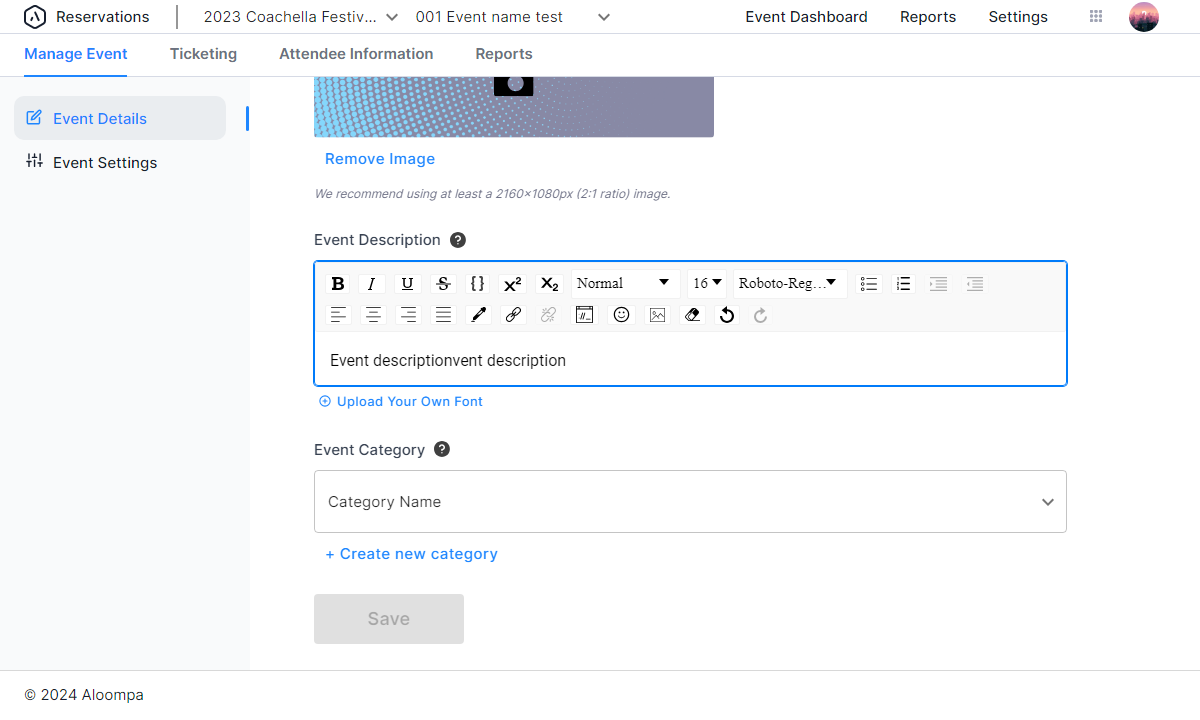 Reservations 2023 Coachella Festiv... 001 Event name test Event Dashboard Reports Settings
Manage Event Ticketing Attendee Information Reports
Event Details
Event Settings
Remove Image
We recommend using at least a 2160×1080px (2:1 ratio) image.
Event Description ?
B I U S {} X² X₂ Normal 16 Roboto-Reg...
Event descriptionvent description
Upload Your Own Font
Event Category ?
Category Name
+ Create new category
Save
© 2024 Aloompa